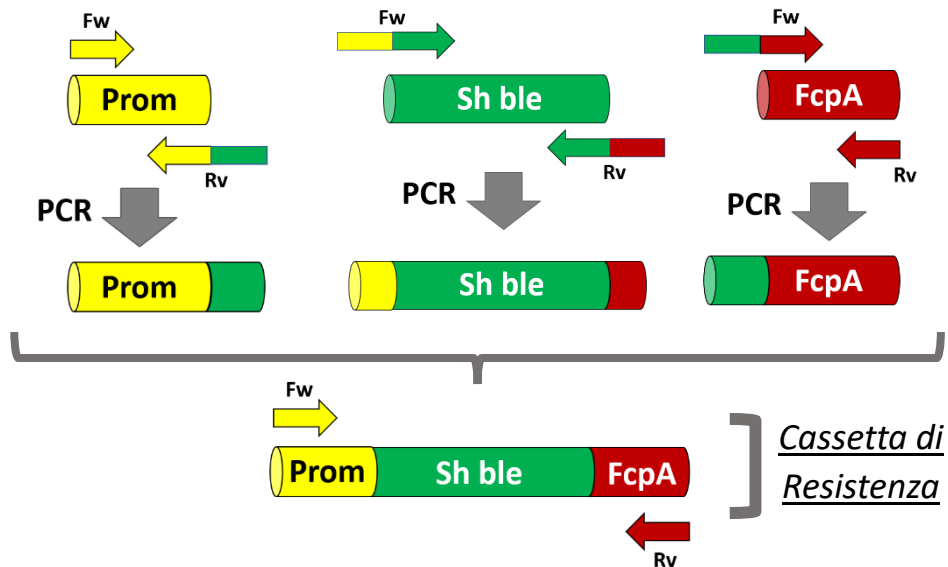 Fw
Fw
Fw
Prom
Sh ble
FcpA
Rv
Rv
Rv
PCR
PCR
PCR
Prom
Sh ble
FcpA
Fw
Prom
Sh ble
FcpA
Rv
Cassetta di
Resistenza